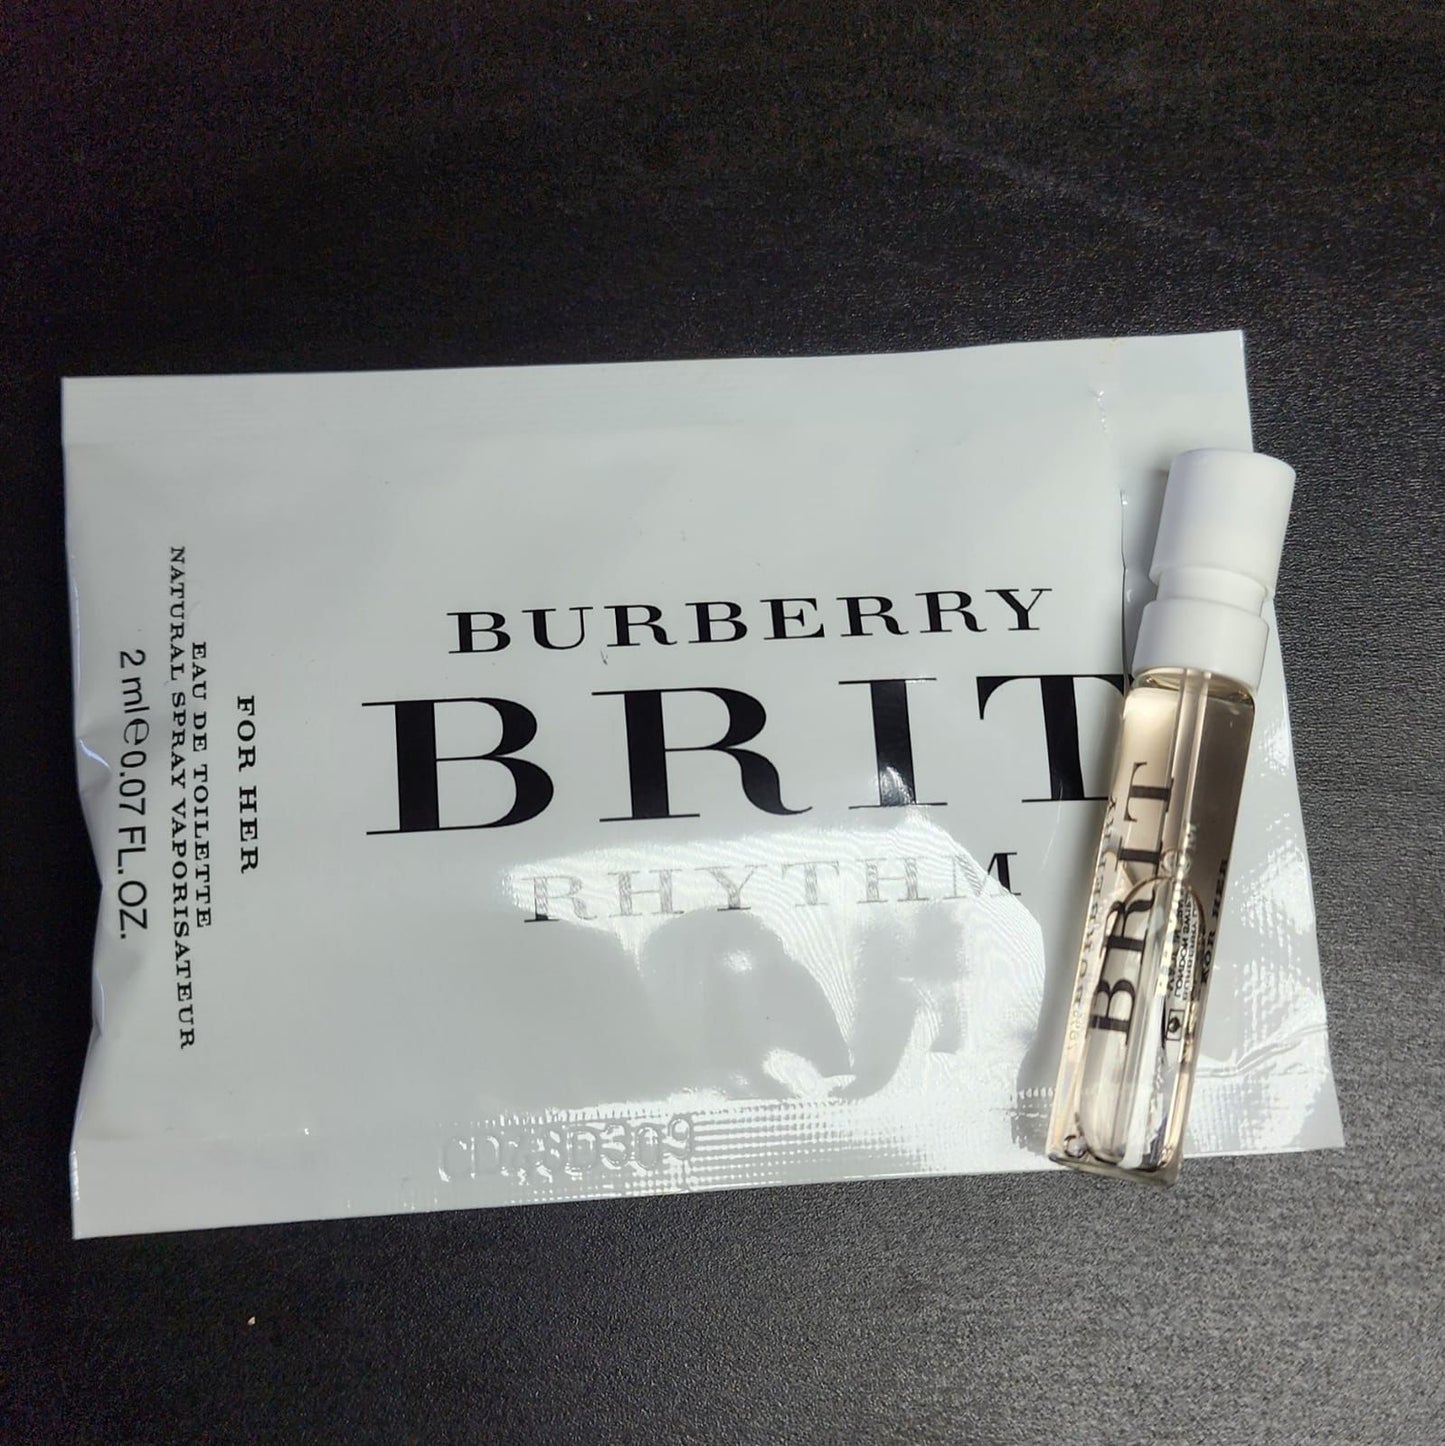 BURBERRY
BRIT
RHYTHM
FOR HER
EAU DE TOILETTE
NATURAL SPRAY VAPORISATEUR
2 ml ℮ 0.07 FL. OZ.
BURBERRY
BRIT
FOR HER